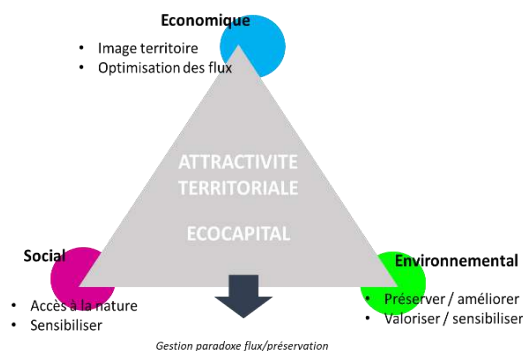 Economique
• Image territoire
• Optimisation des flux
ATTRACTIVITE
TERRITORIALE
ECOCAPITAL
Social
• Accès à la nature
• Sensibiliser
Environnemental
• Préserver / améliorer
• Valoriser / sensibiliser
Gestion paradoxe flux/préservation